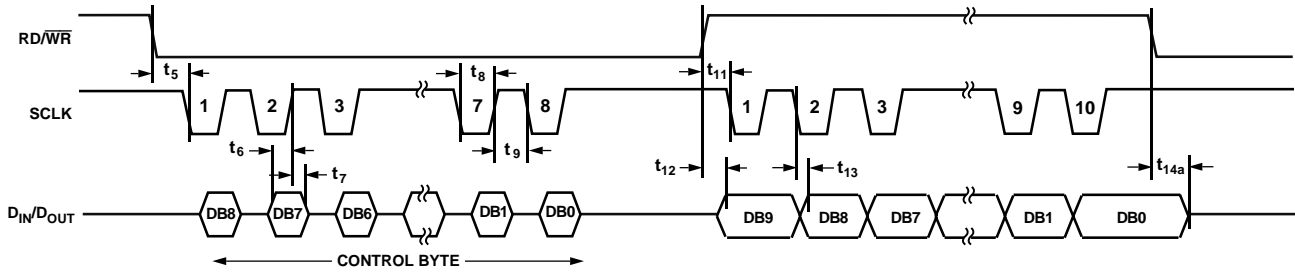 RD/WR
t5 t8 t11
SCLK 1 2 3 7 8 1 2 3 9 10
t6 t7 t9 t12 t13 t14a
DIN/DOUT DB8 DB7 DB6 DB1 DB0 DB9 DB8 DB7 DB1 DB0
CONTROL BYTE